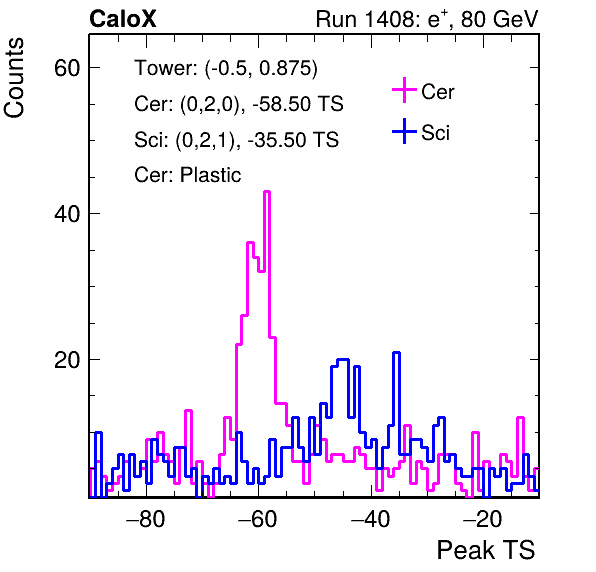 CaloX Run 1408: e+, 80 GeV
Counts
Tower: (-0.5, 0.875)
Cer: (0,2,0), -58.50 TS
Sci: (0,2,1), -35.50 TS
Cer: Plastic
Cer
Sci
60
40
20
−80 −60 −40 −20
Peak TS